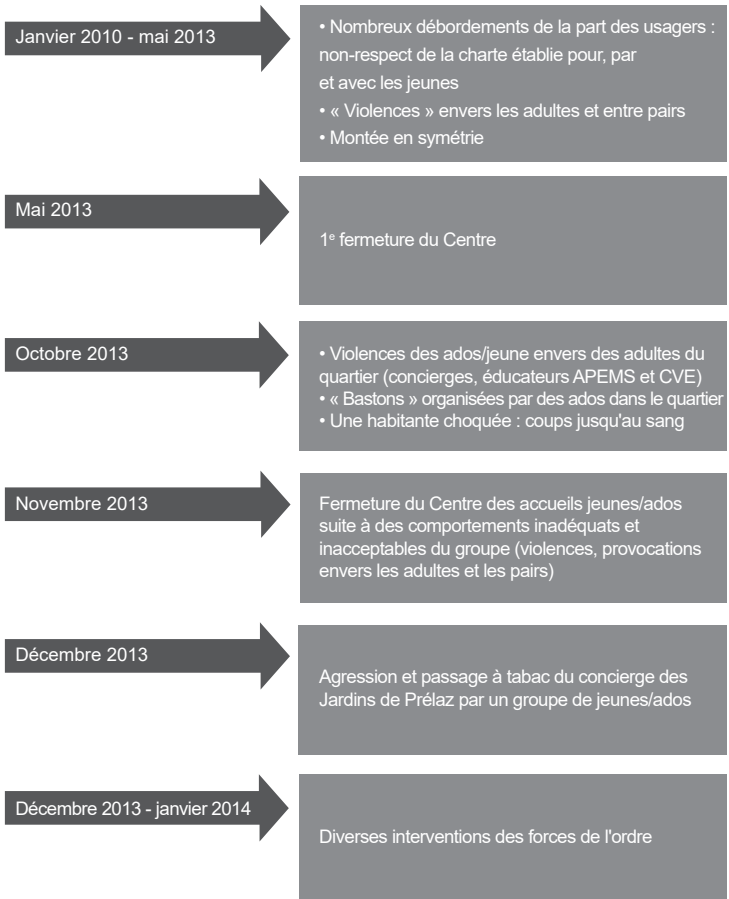 Janvier 2010 - mai 2013
• Nombreux débordements de la part des usagers :
non-respect de la charte établie pour, par
et avec les jeunes
• « Violences » envers les adultes et entre pairs
• Montée en symétrie
Mai 2013
1e fermeture du Centre
Octobre 2013
• Violences des ados/jeune envers des adultes du
quartier (concierges, éducateurs APEMS et CVE)
• « Bastons » organisées par des ados dans le quartier
• Une habitante choquée : coups jusqu'au sang
Novembre 2013
Fermeture du Centre des accueils jeunes/ados
suite à des comportements inadéquats et
inacceptables du groupe (violences, provocations
envers les adultes et les pairs)
Décembre 2013
Agression et passage à tabac du concierge des
Jardins de Prélaz par un groupe de jeunes/ados
Décembre 2013 - janvier 2014
Diverses interventions des forces de l'ordre